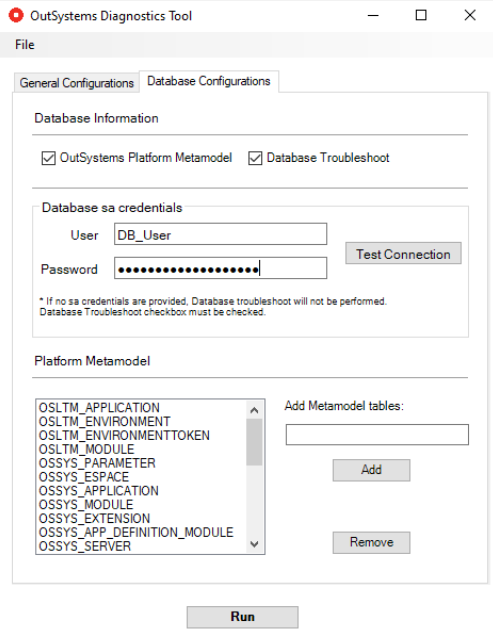 OutSystems Diagnostics Tool
File
General Configurations
Database Configurations
Database Information
OutSystems Platform Metamodel
Database Troubleshoot
Database sa credentials
User
DB_User
Test Connection
Password
●●●●●●●●●●●●●●●●●●●
* If no sa credentials are provided, Database troubleshoot will not be performed.
Database Troubleshoot checkbox must be checked.
Platform Metamodel
OSLTM_APPLICATION
OSLTM_ENVIRONMENT
OSLTM_ENVIRONMENTTOKEN
OSLTM_MODULE
OSSYS_PARAMETER
OSSYS_ESPACE
OSSYS_APPLICATION
OSSYS_MODULE
OSSYS_EXTENSION
OSSYS_APP_DEFINITION_MODULE
OSSYS_SERVER
Add Metamodel tables:
Add
Remove
Run